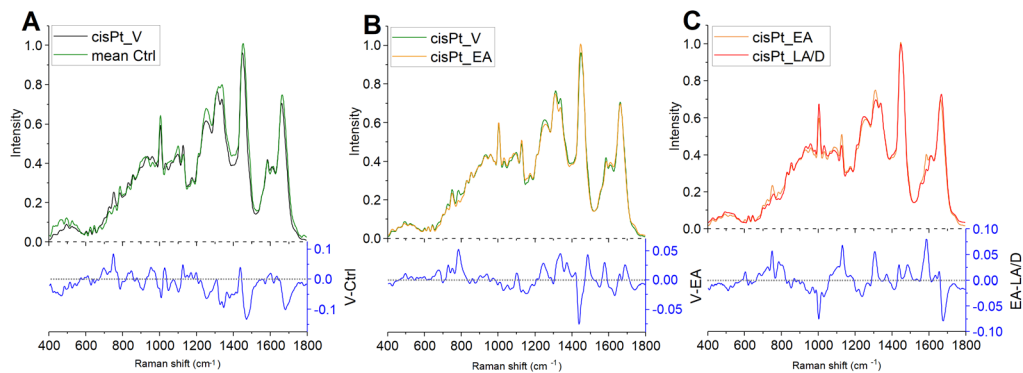 A
cisPt_V
mean Ctrl
Intensity
1.0
0.8
0.6
0.4
0.2
0.0
0.1
0.0
-0.1
V-Ctrl
400 600 800 1000 1200 1400 1600 1800
Raman shift (cm⁻¹)
B
cisPt_V
cisPt_EA
Intensity
1.0
0.8
0.6
0.4
0.2
0.0
0.05
0.00
-0.05
V-EA
400 600 800 1000 1200 1400 1600 1800
Raman shift (cm⁻¹)
C
cisPt_EA
cisPt_LA/D
Intensity
1.0
0.8
0.6
0.4
0.2
0.0
0.10
0.05
0.00
-0.05
-0.10
EA-LA/D
400 600 800 1000 1200 1400 1600 1800
Raman shift (cm⁻¹)